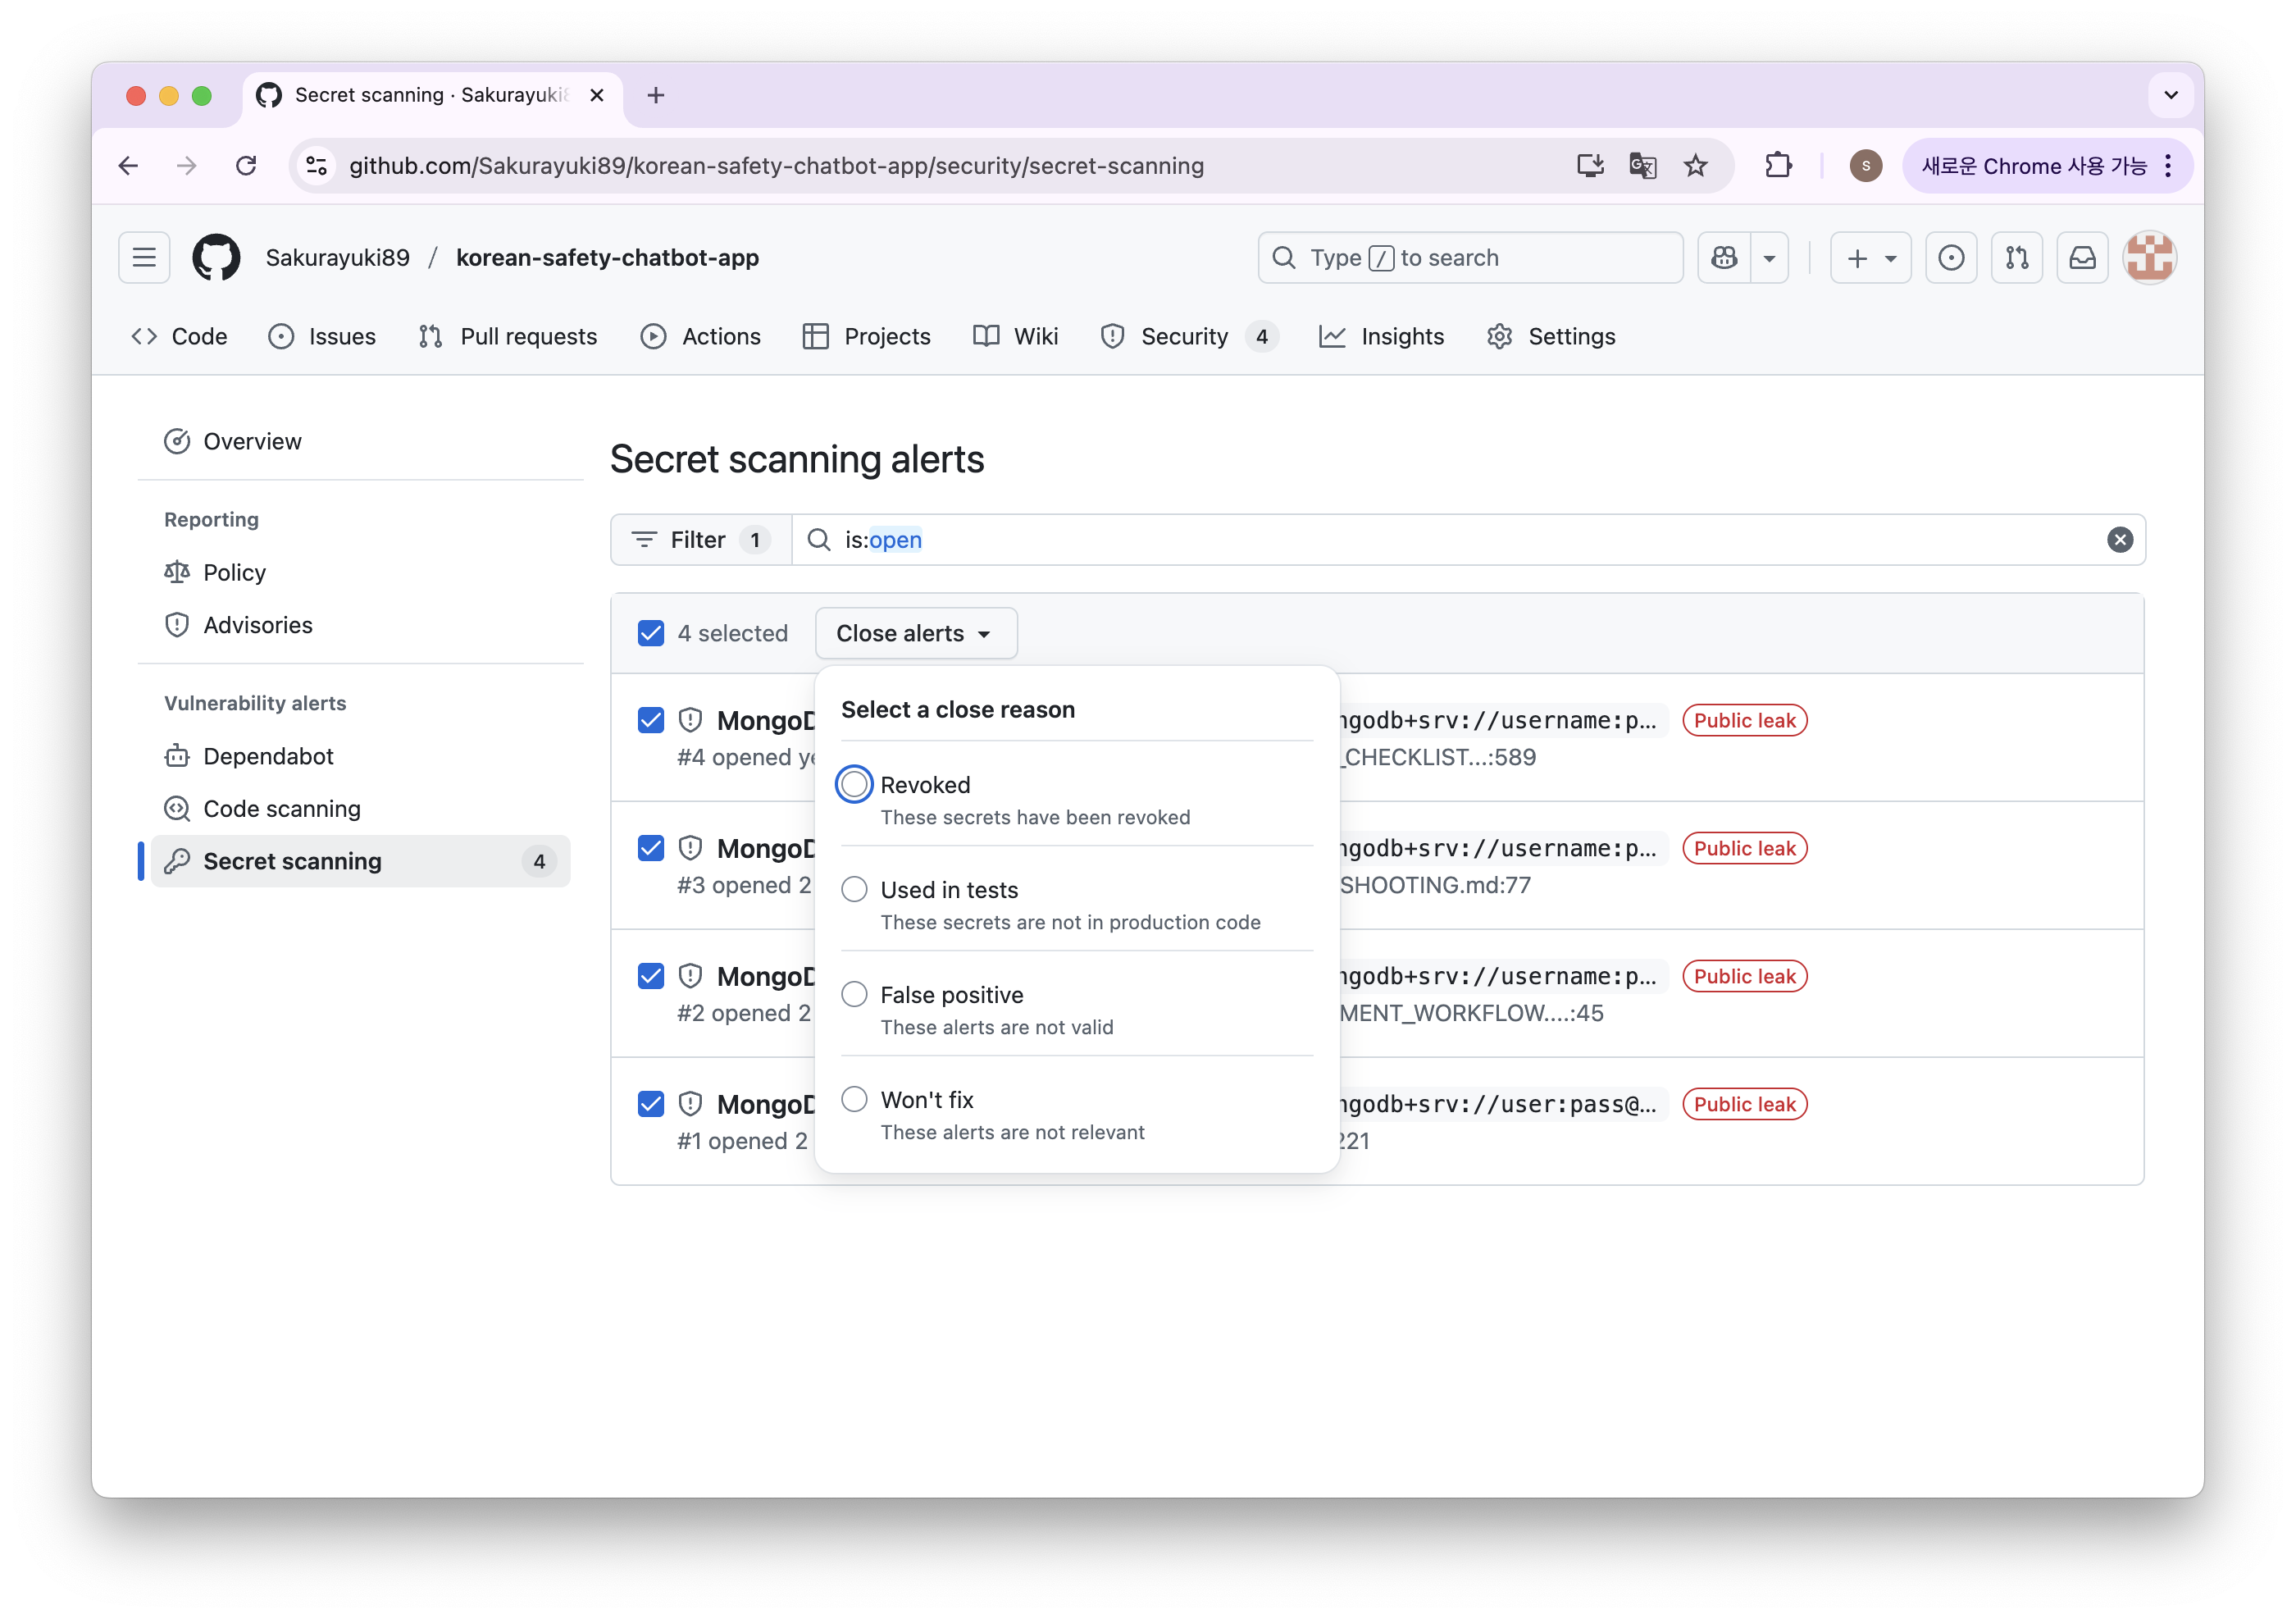 Secret scanning · Sakurayuki
github.com/Sakurayuki89/korean-safety-chatbot-app/security/secret-scanning
S
새로운 Chrome 사용 가능
Sakurayuki89 / korean-safety-chatbot-app
Type / to search
Code
Issues
Pull requests
Actions
Projects
Wiki
Security 4
Insights
Settings
Overview
Reporting
Policy
Advisories
Vulnerability alerts
Dependabot
Code scanning
Secret scanning 4
Secret scanning alerts
Filter 1
is:open
4 selected
Close alerts
Select a close reason
Revoked
These secrets have been revoked
Used in tests
These secrets are not in production code
False positive
These alerts are not valid
Won't fix
These alerts are not relevant
MongoD
ngodb+srv://username:p... Public leak
#4 opened ye
_CHECKLIST...:589
MongoD
ngodb+srv://username:p... Public leak
#3 opened 2
SHOOTING.md:77
MongoD
ngodb+srv://username:p... Public leak
#2 opened 2
MENT_WORKFLOW....:45
MongoD
ngodb+srv://user:pass@... Public leak
#1 opened 2
221